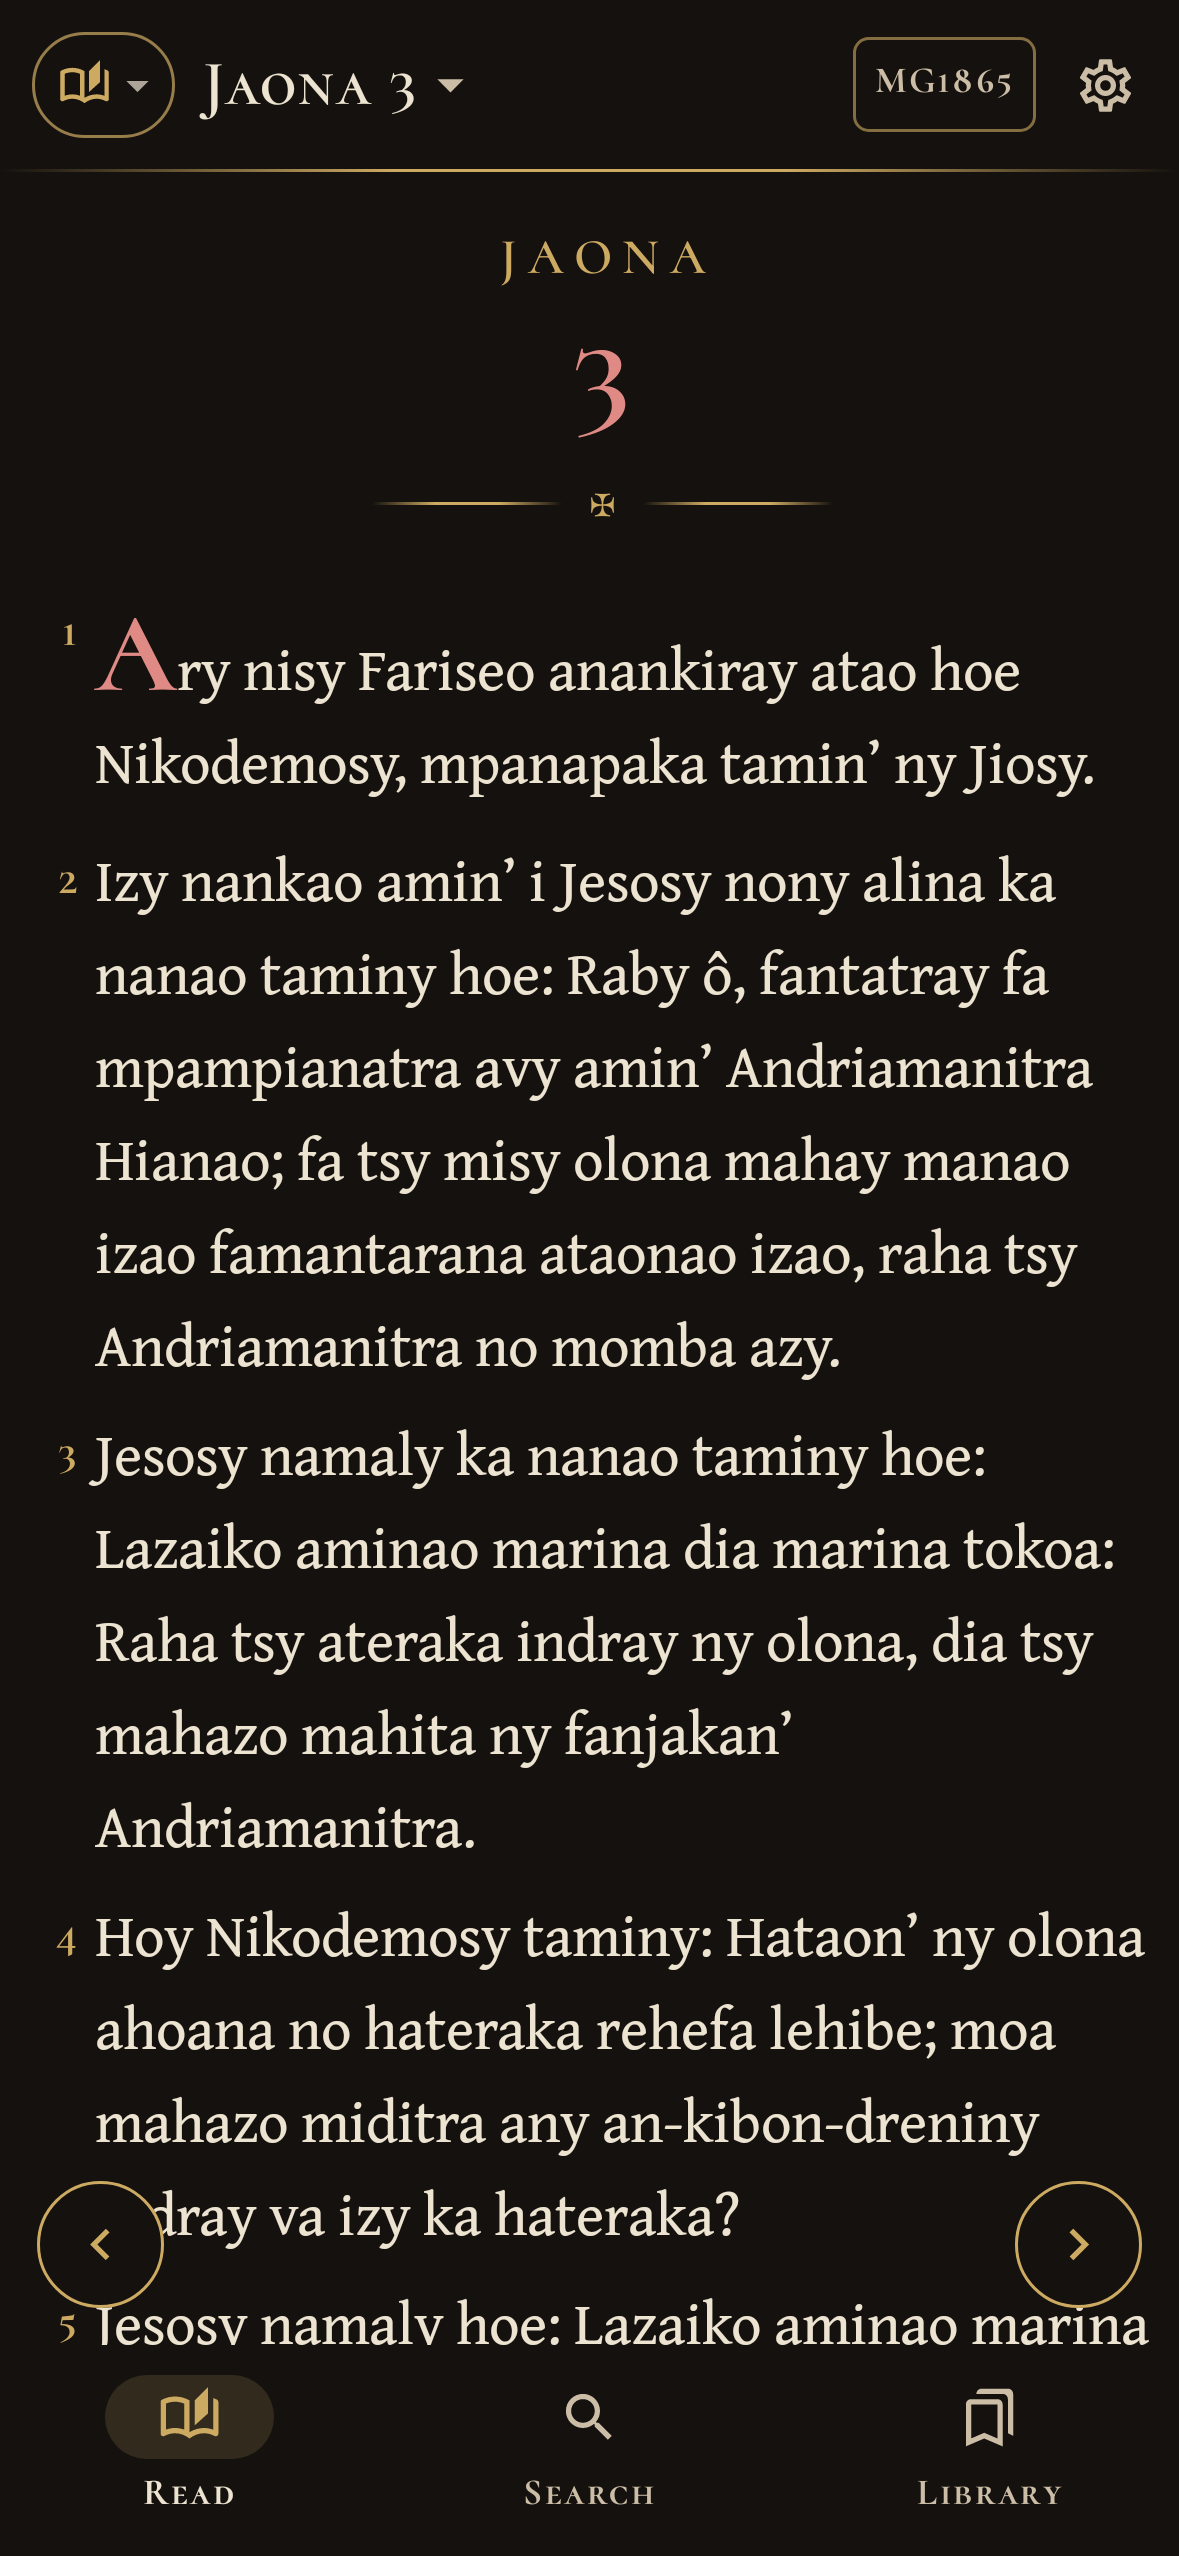 Jaona 3
MG1865
JAONA
3
1 Ary nisy Fariseo anankiray atao hoe
Nikodemosy, mpanapaka tamin’ ny Jiosy.
2 Izy nankao amin’ i Jesosy nony alina ka
nanao taminy hoe: Raby ô, fantatray fa
mpampianatra avy amin’ Andriamanitra
Hianao; fa tsy misy olona mahay manao
izao famantarana ataonao izao, raha tsy
Andriamanitra no momba azy.
3 Jesosy namaly ka nanao taminy hoe:
Lazaiko aminao marina dia marina tokoa:
Raha tsy ateraka indray ny olona, dia tsy
mahazo mahita ny fanjakan’
Andriamanitra.
4 Hoy Nikodemosy taminy: Hataon’ ny olona
ahoana no hateraka rehefa lehibe; moa
mahazo miditra any an-kibon-dreniny
va izy ka hateraka?
5 Jesosy namaly hoe: Lazaiko aminao marina
Read
Search
Library